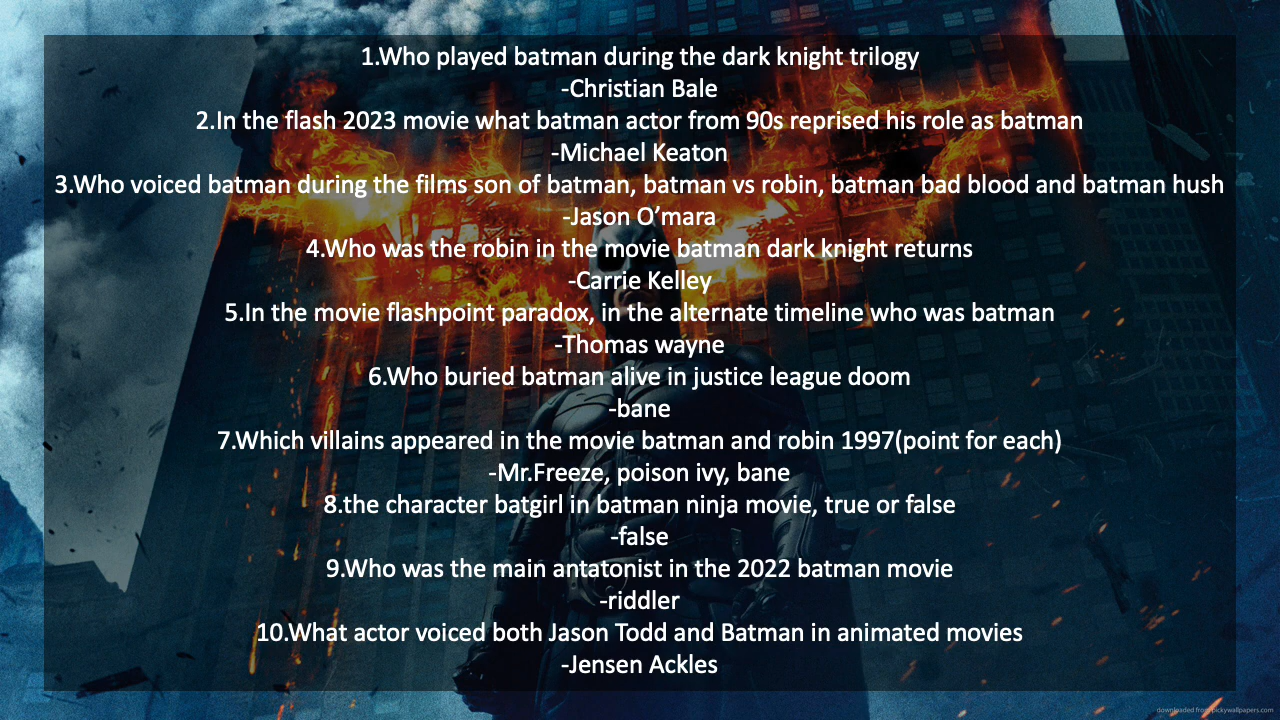 1.Who played batman during the dark knight trilogy
-Christian Bale
2.In the flash 2023 movie what batman actor from 90s reprised his role as batman
-Michael Keaton
3.Who voiced batman during the films son of batman, batman vs robin, batman bad blood and batman hush
-Jason O’mara
4.Who was the robin in the movie batman dark knight returns
-Carrie Kelley
5.In the movie flashpoint paradox, in the alternate timeline who was batman
-Thomas wayne
6.Who buried batman alive in justice league doom
-bane
7.Which villains appeared in the movie batman and robin 1997(point for each)
-Mr.Freeze, poison ivy, bane
8.the character batgirl in batman ninja movie, true or false
-false
9.Who was the main antatonist in the 2022 batman movie
-riddler
10.What actor voiced both Jason Todd and Batman in animated movies
-Jensen Ackles
downloaded from pickywallpapers.com